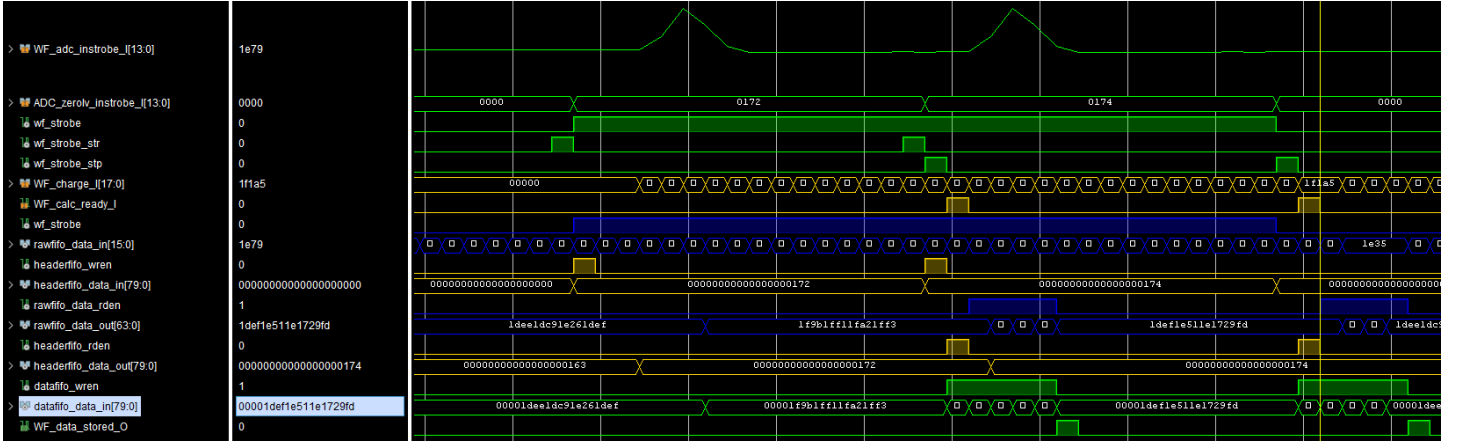 WF_adc_instrobe_I[13:0] 1e79
ADC_zerolv_instrobe_I[13:0] 0000 0000 0172 0174 0000
wf_strobe 0
wf_strobe_str 0
wf_strobe_stp 0
WF_charge_I[17:0] 1f1a5 00000 1f1a5
WF_calc_ready_I 0
wf_strobe 0
rawfifo_data_in[15:0] 1e79 1e35
headerfifo_wren 0
headerfifo_data_in[79:0] 00000000000000000000 00000000000000000000 00000000000000000172 00000000000000000174 00000000000000000000
rawfifo_data_rden 1
rawfifo_data_out[63:0] 1def1e511e1729fd 1dee1dc91e261def 1f9b1ff11fa21ff3 1def1e511e1729fd 1dee1dc9
headerfifo_rden 0
headerfifo_data_out[79:0] 00000000000000000174 00000000000000000163 00000000000000000172 00000000000000000174
datafifo_wren 1
datafifo_data_in[79:0] 00001def1e511e1729fd 00001dee1dc91e261def 00001f9b1ff11fa21ff3 00001def1e511e1729fd 00001dee
WF_data_stored_O 0